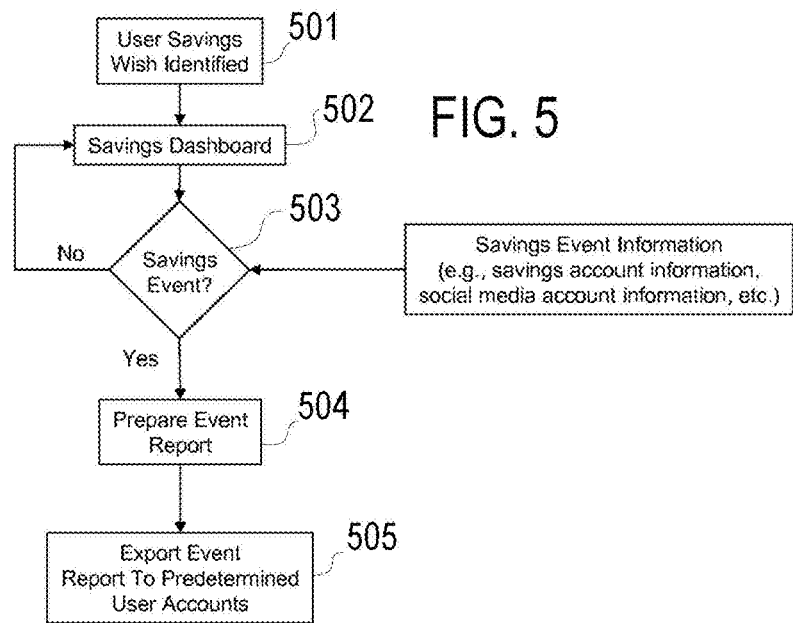 501
User Savings
Wish Identified
502
FIG. 5
Savings Dashboard
503
No
Savings
Event?
Savings Event Information
(e.g., savings account information,
social media account information, etc.)
Yes
504
Prepare Event
Report
505
Export Event
Report To Predetermined
User Accounts